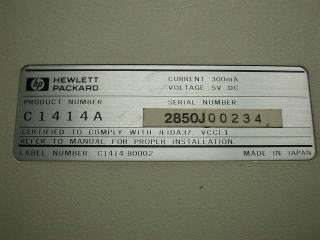 hp HEWLETT PACKARD
CURRENT 300mA
VOLTAGE 5V DC
PRODUCT NUMBER SERIAL NUMBER
C1414A 2850J00234
CERTIFIED TO COMPLY WITH JEIDA37, VCCI 1
REFER TO MANUAL FOR PROPER INSTALLATION.
LABEL NUMBER: C1414-80002 MADE IN JAPAN